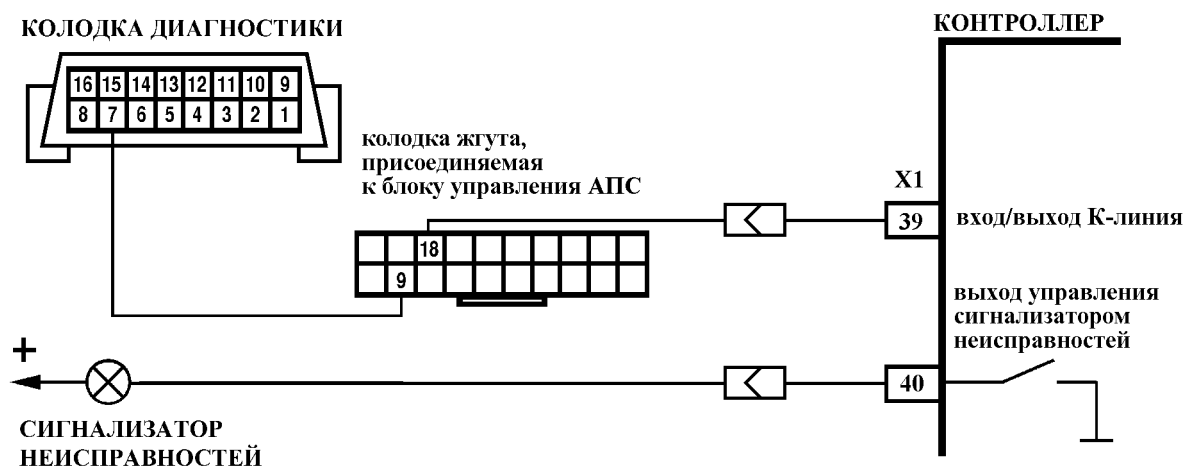 КОЛОДКА ДИАГНОСТИКИ
КОНТРОЛЛЕР
16 15 14 13 12 11 10 9
8 7 6 5 4 3 2 1
колодка жгута,
присоединяемая
к блоку управления АПС
X1
18
39
вход/выход К-линия
9
выход управления
сигнализатором
неисправностей
+
40
СИГНАЛИЗАТОР
НЕИСПРАВНОСТЕЙ